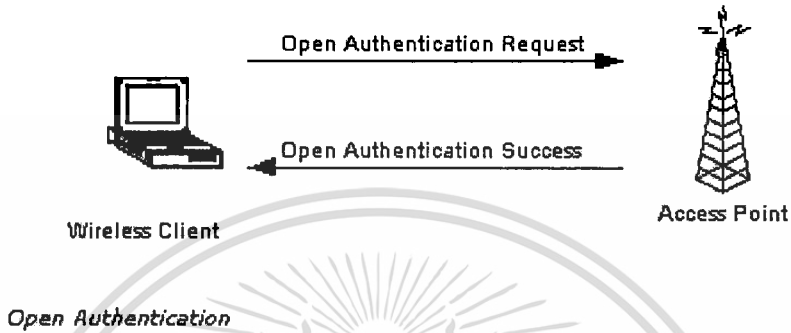 Open Authentication Request
Open Authentication Success
Wireless Client
Access Point
Open Authentication